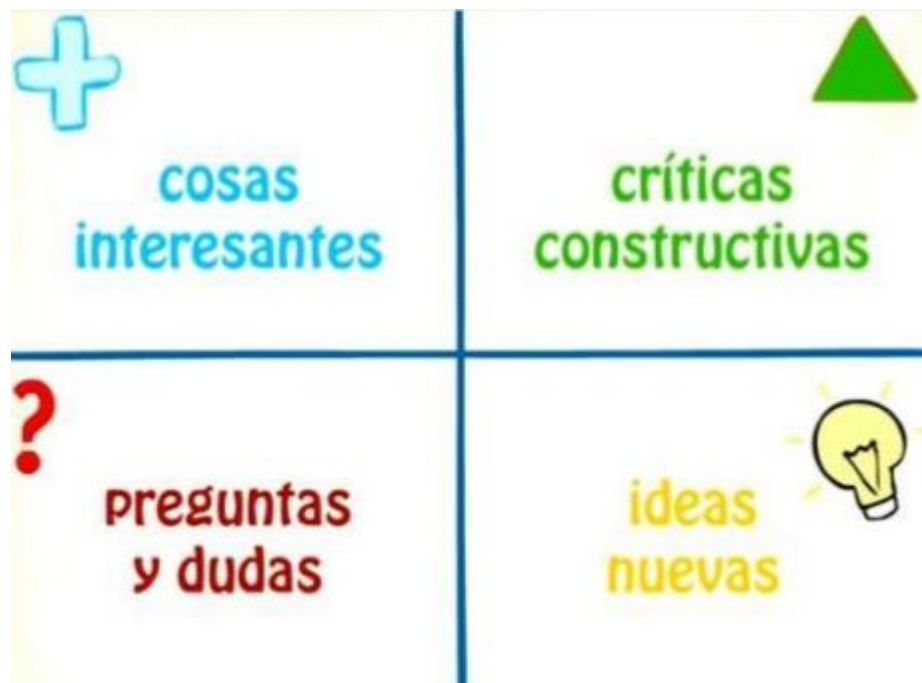 cosas
interesantes
críticas
constructivas
?
preguntas
y dudas
ideas
nuevas